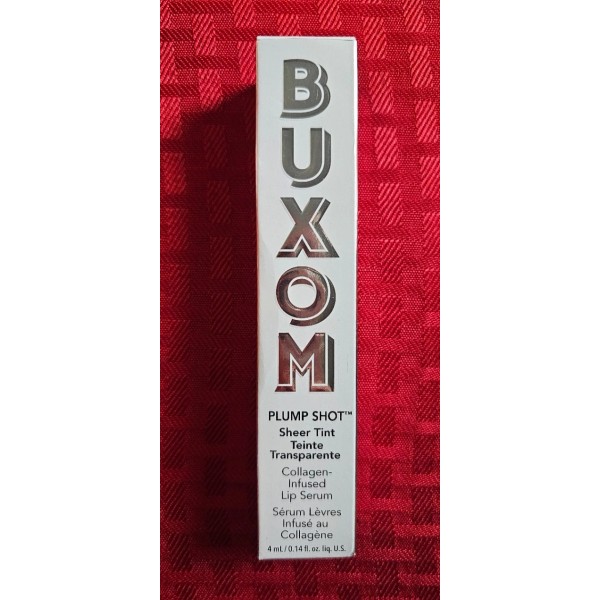 BUXOM
PLUMP SHOT™
Sheer Tint
Teinte
Transparente
Collagen-
Infused
Lip Serum
Sérum Lèvres
Infusé au
Collagène
4 mL / 0.14 fl. oz. liq. U.S.